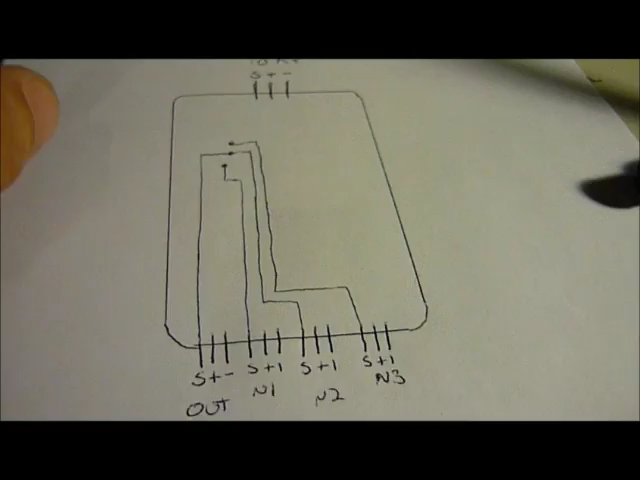 S + -
S + -
OUT
S + 1
N1
S + 1
N2
S + 1
N3